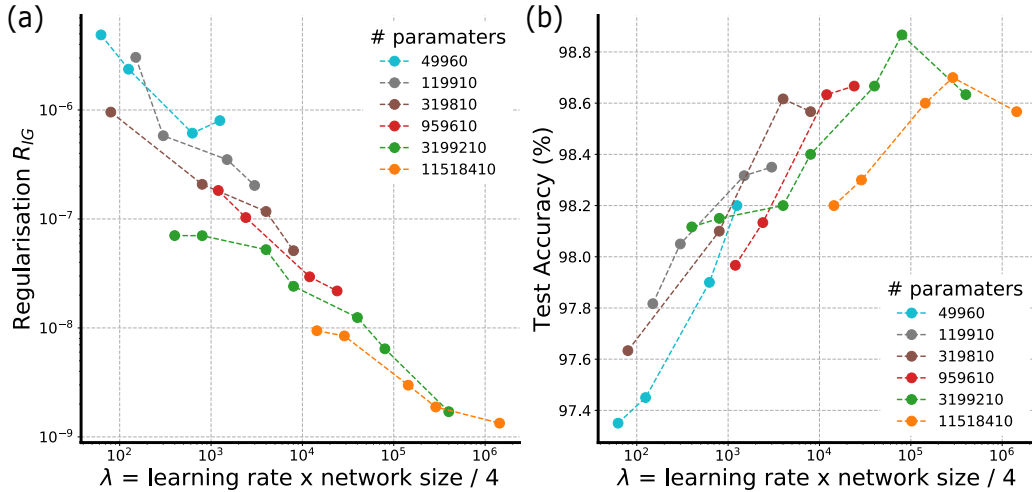 (a)
Regularisation R_IG
10⁻⁶
10⁻⁷
10⁻⁸
10⁻⁹
# paramaters
49960
119910
319810
959610
3199210
11518410
10² 10³ 10⁴ 10⁵ 10⁶
λ = learning rate x network size / 4
(b)
Test Accuracy (%)
98.8
98.6
98.4
98.2
98.0
97.8
97.6
97.4
# paramaters
49960
119910
319810
959610
3199210
11518410
10² 10³ 10⁴ 10⁵ 10⁶
λ = learning rate x network size / 4